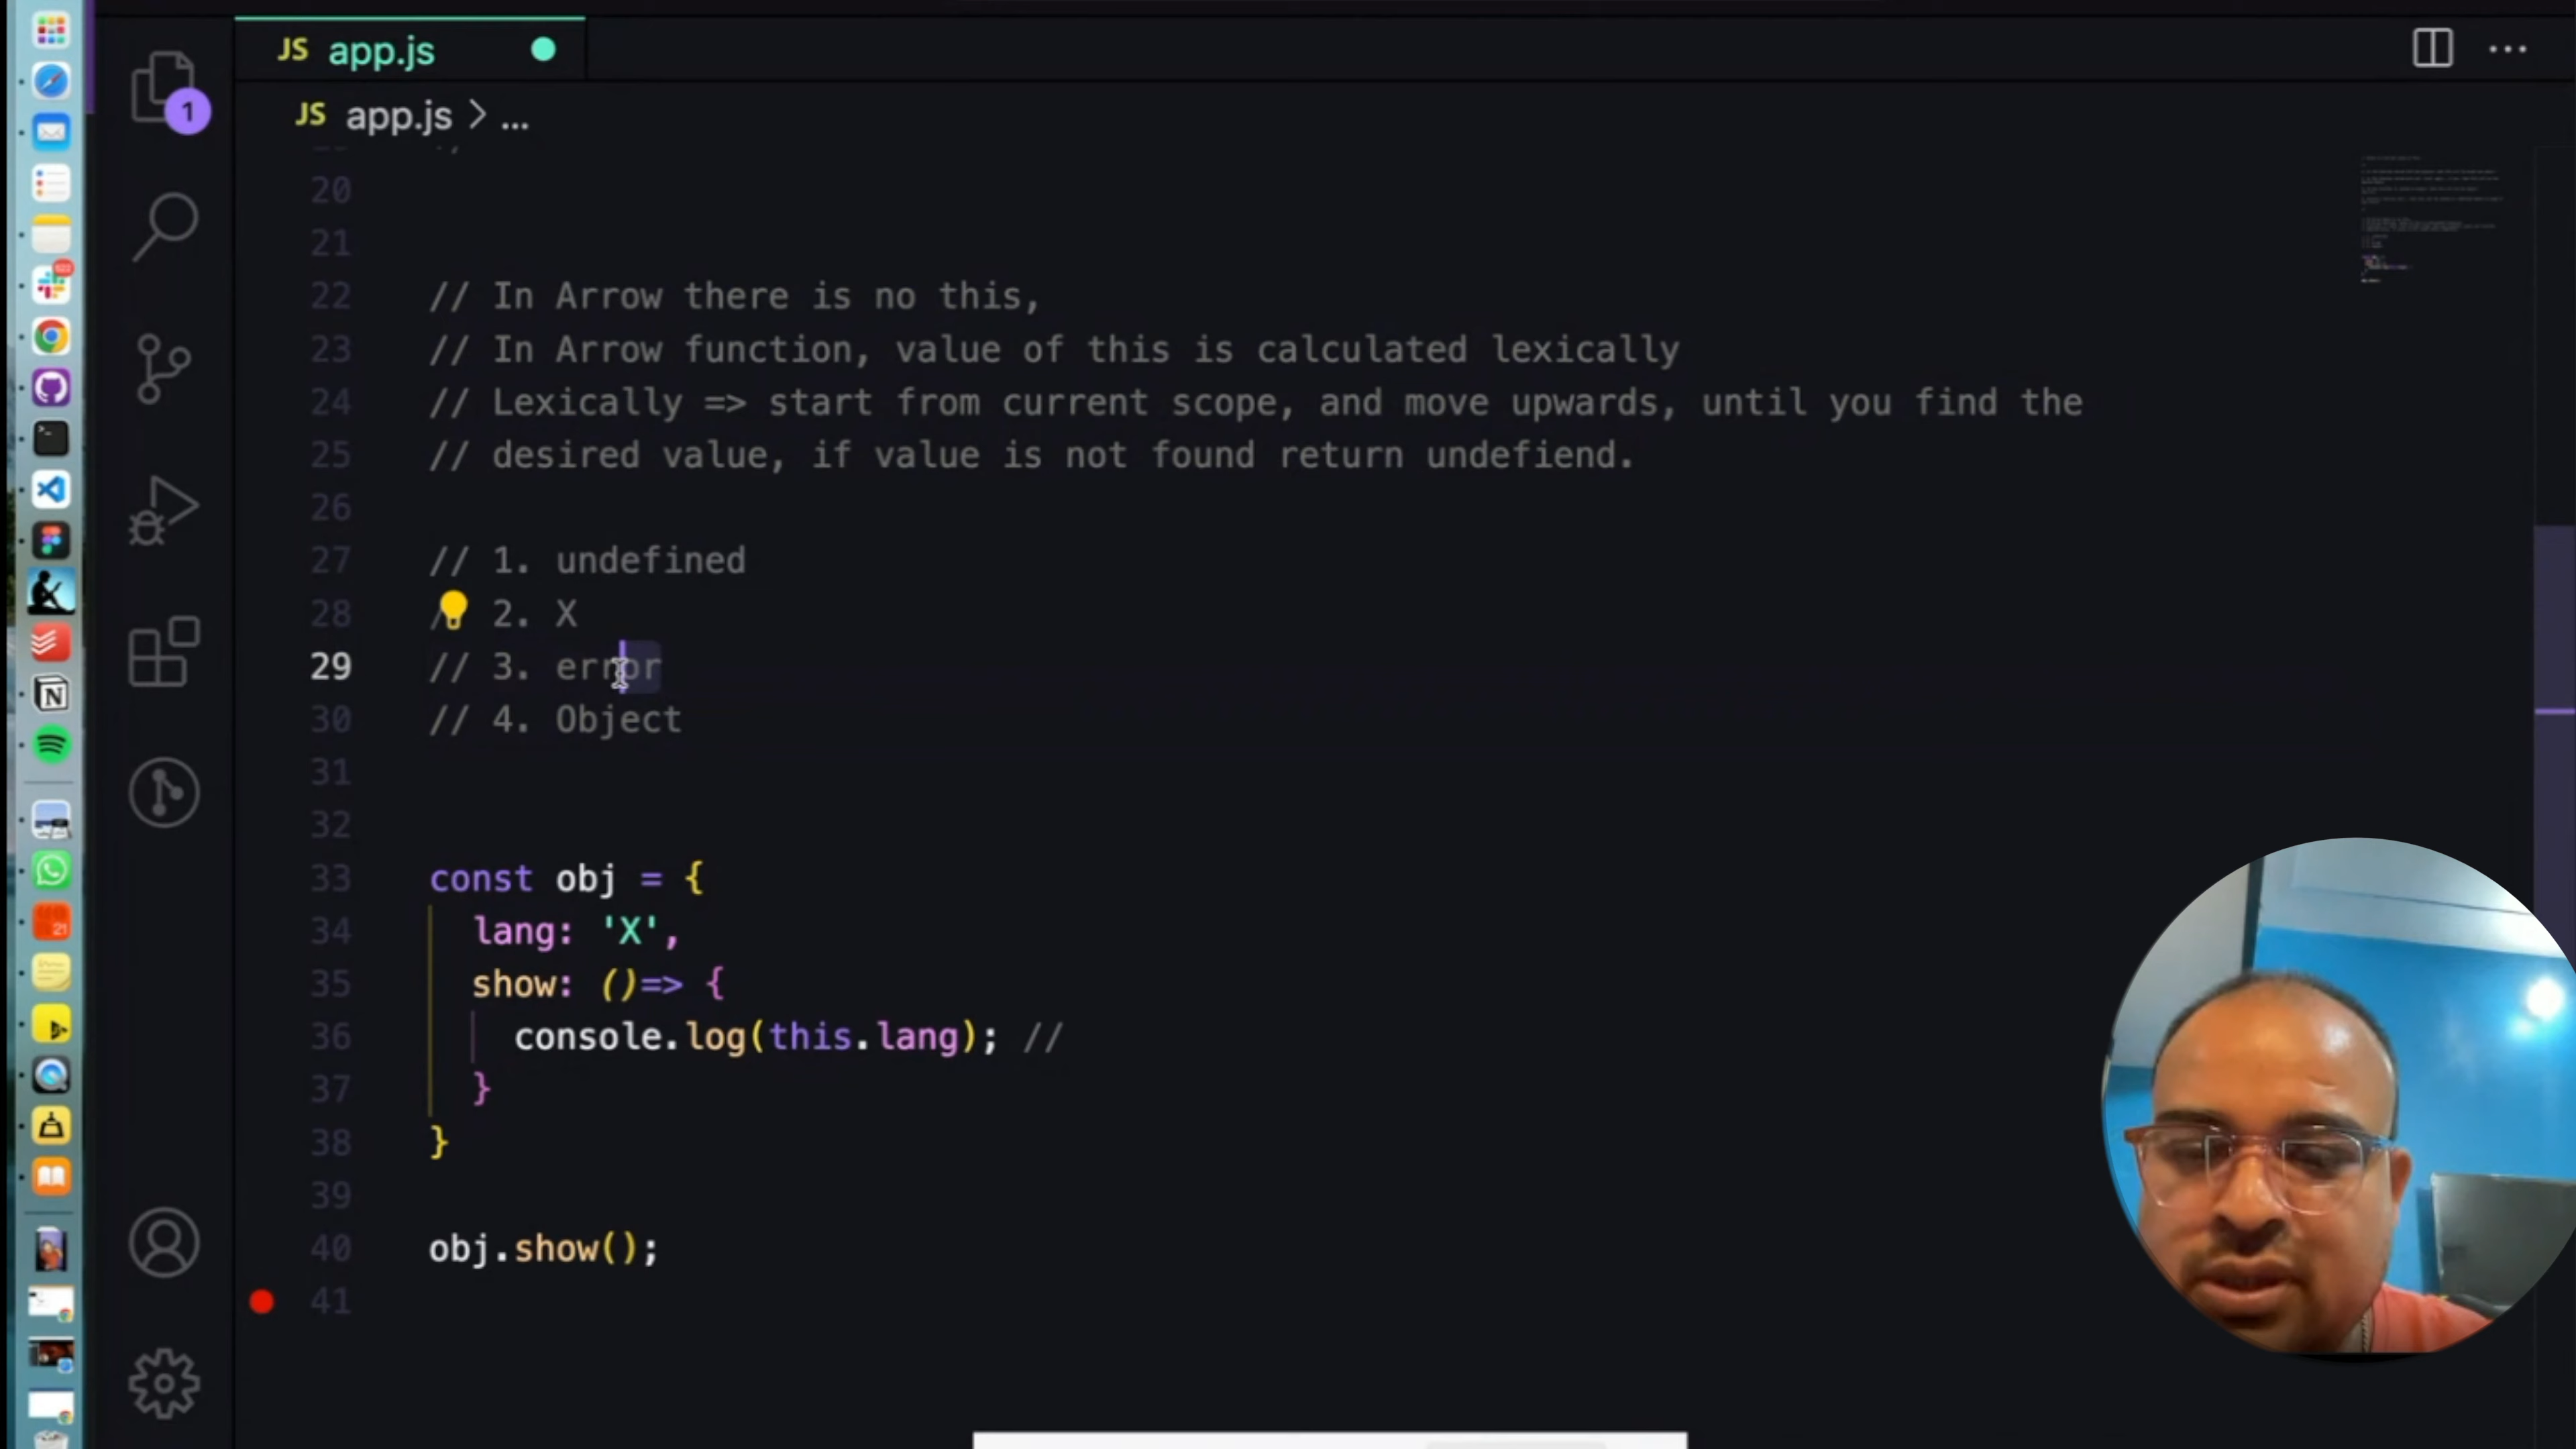 JS app.js
1
JS app.js > ...
20
21
22 // In Arrow there is no this,
23 // In Arrow function, value of this is calculated lexically
24 // Lexically => start from current scope, and move upwards, until you find the
25 // desired value, if value is not found return undefiend.
26
27 // 1. undefined
28 / 2. X
29 // 3. error
30 // 4. Object
31
32
33 const obj = {
34 lang: 'X',
35 show: ()=> {
36 console.log(this.lang); //
37 }
38 }
39
40 obj.show();
41
21